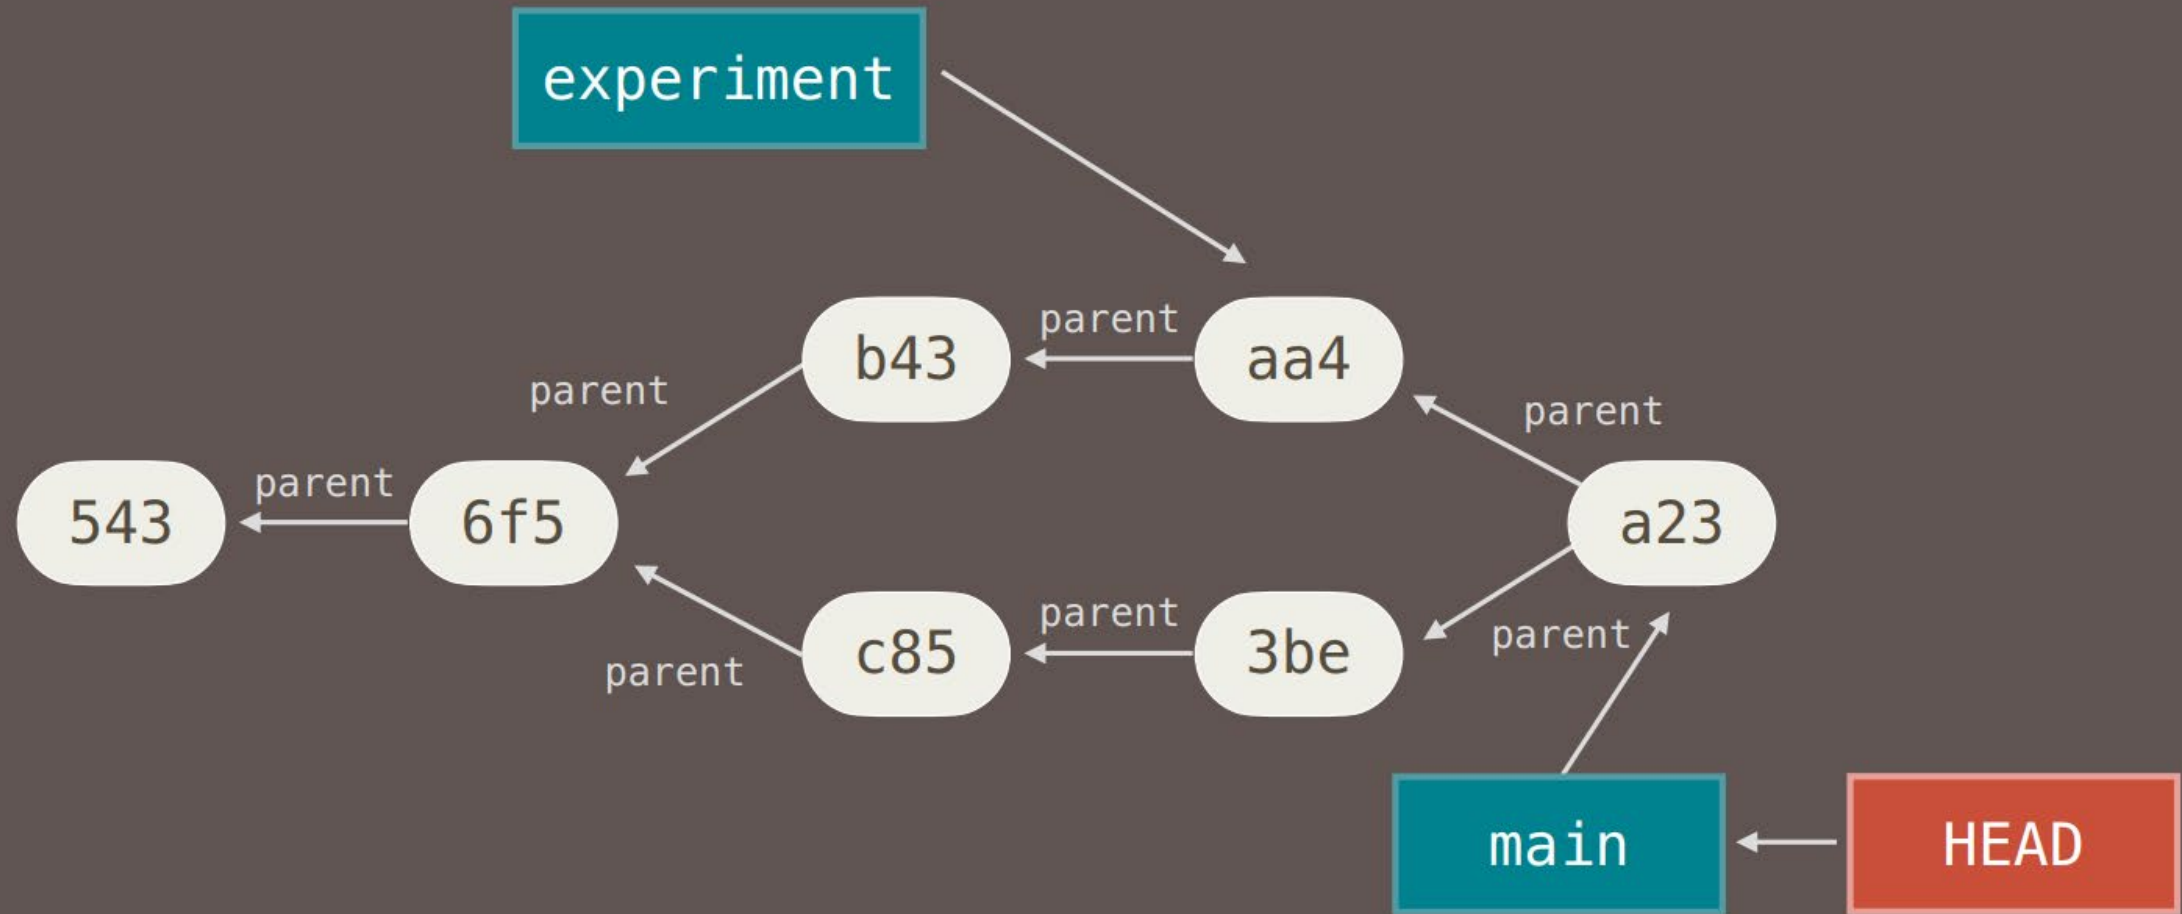 experiment
parent
b43
aa4
parent
parent
parent
543
6f5
a23
parent
c85
3be
parent
parent
main
HEAD